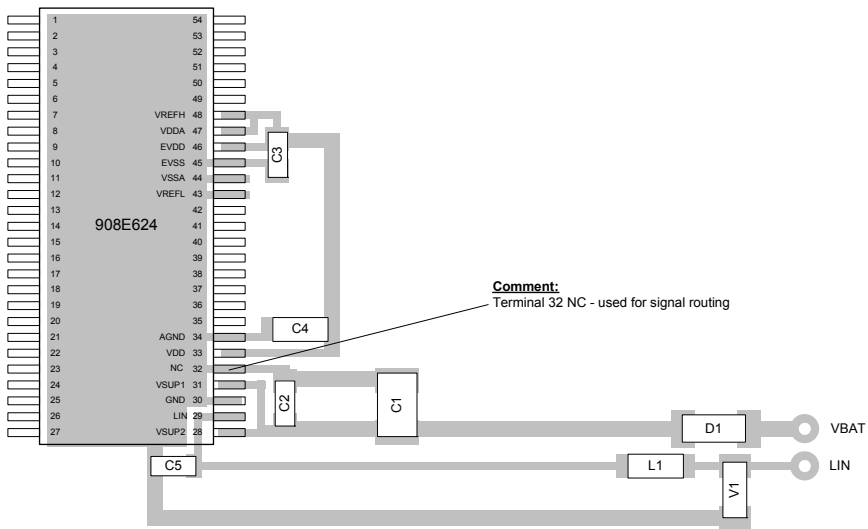 1 54
2 53
3 52
4 51
5 50
6 49
7 VREFH 48
8 VDDA 47
9 EVDD 46
10 EVSS 45
11 VSSA 44
12 VREFL 43
13 42
14 908E624 41
15 40
16 39
17 38
18 37
19 36
20 35
21 AGND 34
22 VDD 33
23 NC 32
24 VSUP1 31
25 GND 30
26 LIN 29
27 VSUP2 28
C3
Comment:
Terminal 32 NC - used for signal routing
C4
C2
C1
D1
VBAT
C5
L1
LIN
V1